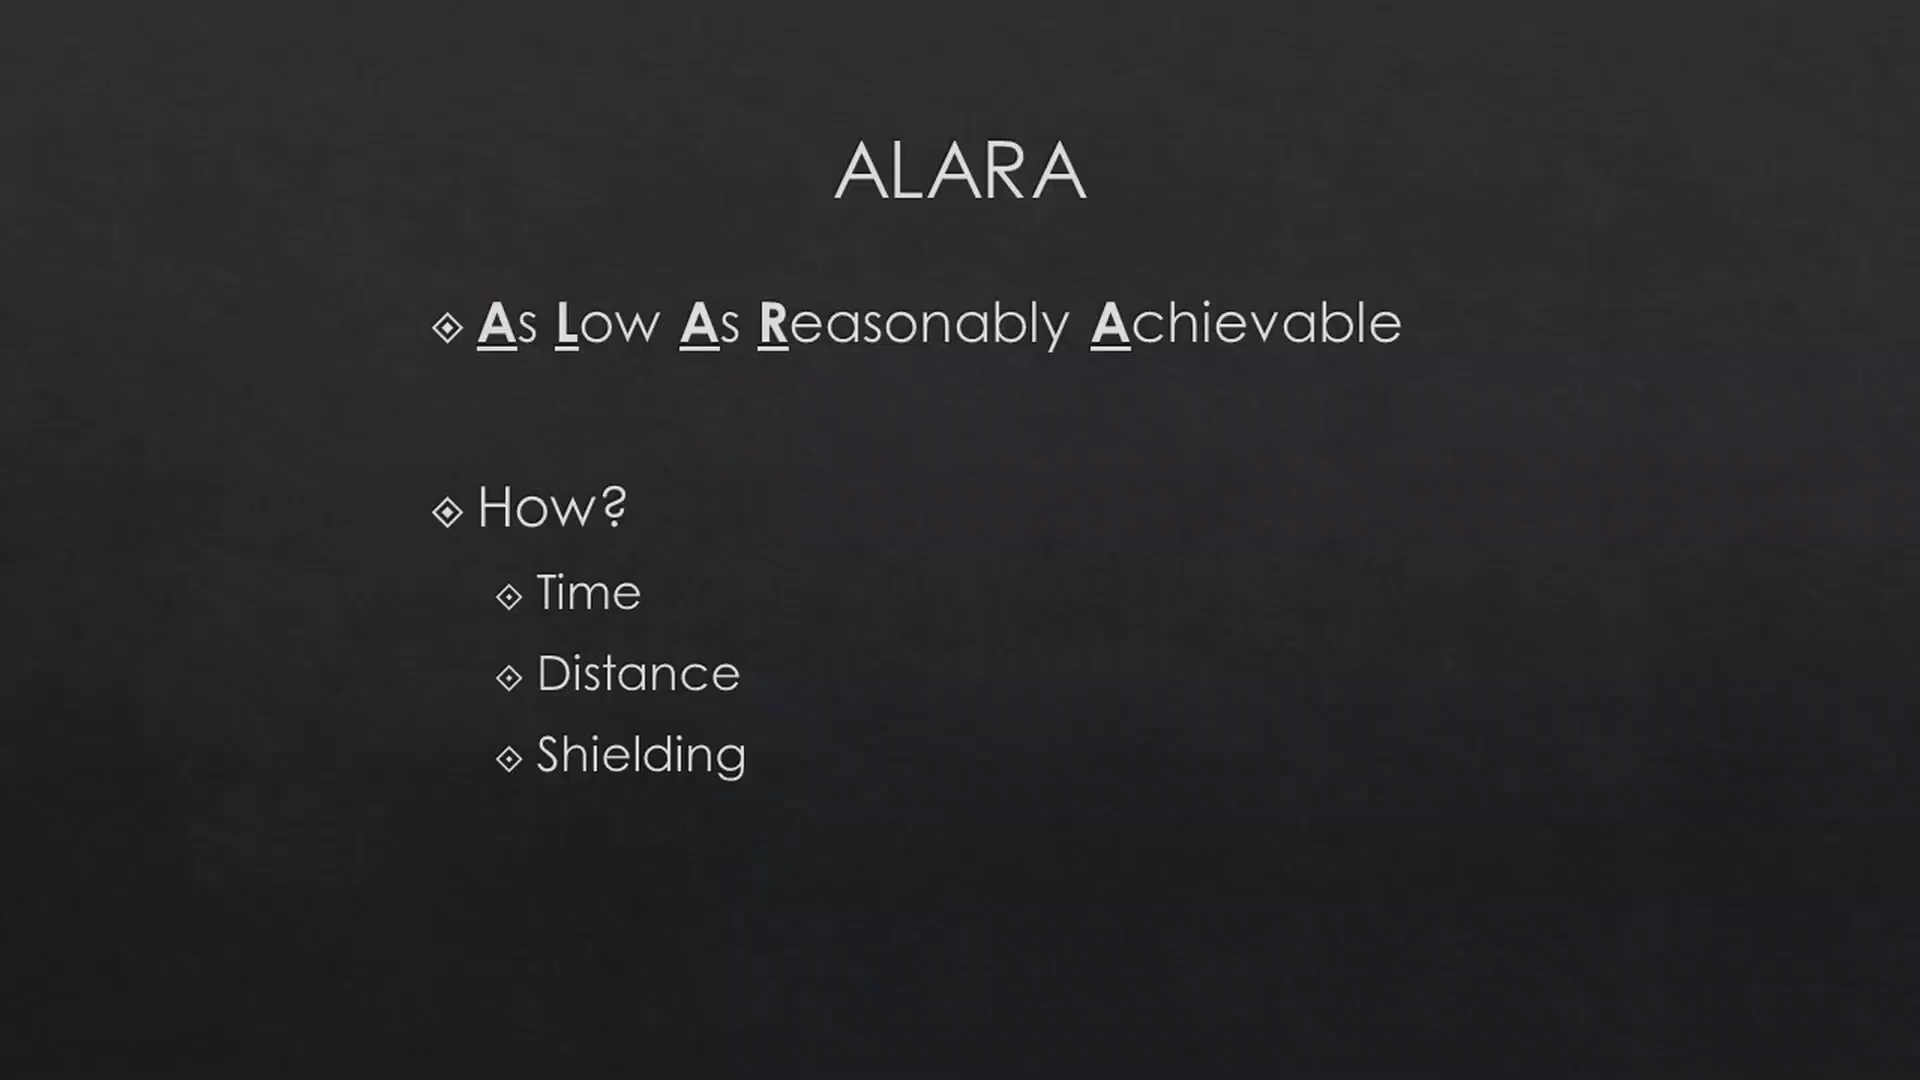 ALARA
As Low As Reasonably Achievable
How?
Time
Distance
Shielding